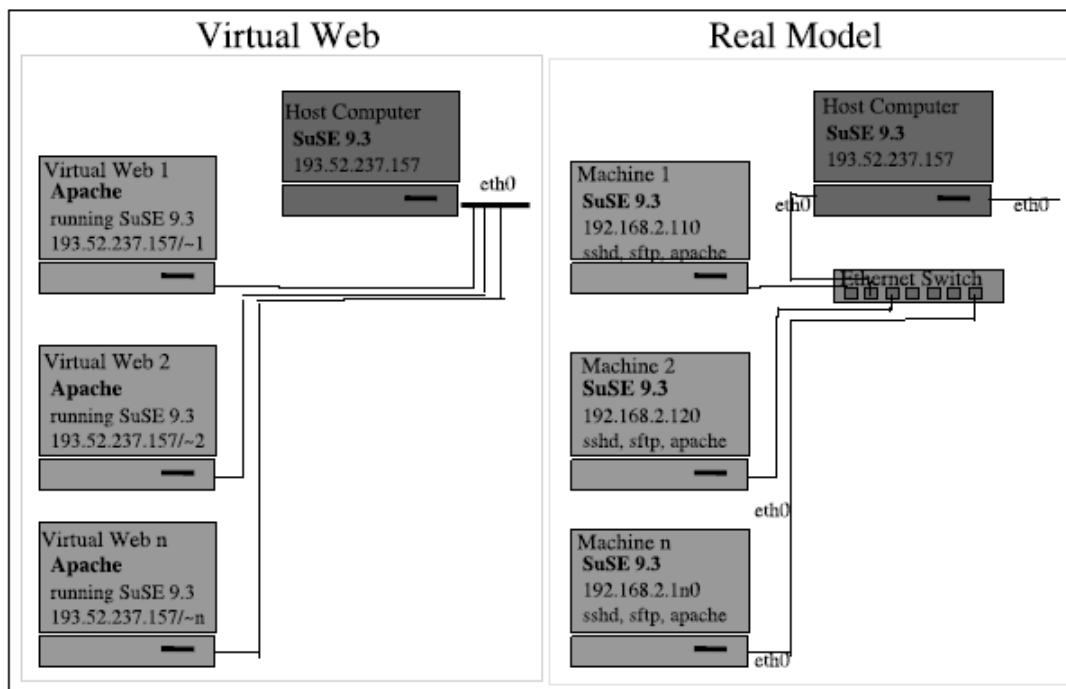 Virtual Web
Host Computer
SuSE 9.3
193.52.237.157
eth0
Virtual Web 1
Apache
running SuSE 9.3
193.52.237.157/~1
Virtual Web 2
Apache
running SuSE 9.3
193.52.237.157/~2
Virtual Web n
Apache
running SuSE 9.3
193.52.237.157/~n
Real Model
Host Computer
SuSE 9.3
193.52.237.157
eth0
eth0
Machine 1
SuSE 9.3
192.168.2.110
sshd, sftp, apache
Ethernet Switch
Machine 2
SuSE 9.3
192.168.2.120
sshd, sftp, apache
eth0
Machine n
SuSE 9.3
192.168.2.1n0
sshd, sftp, apache
eth0